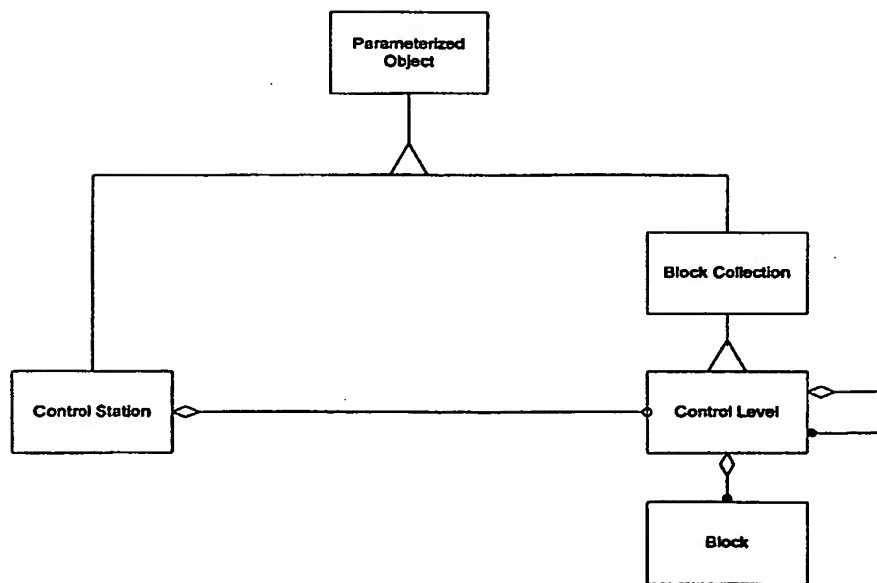 Parameterized
Object
Block Collection
Control Station
Control Level
Block